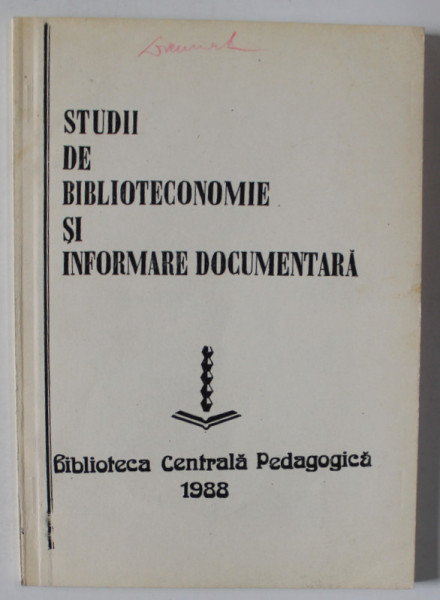 STUDII
DE
BIBLIOTECONOMIE
ŞI
INFORMARE DOCUMENTARĂ
Biblioteca Centrală Pedagogică
1988